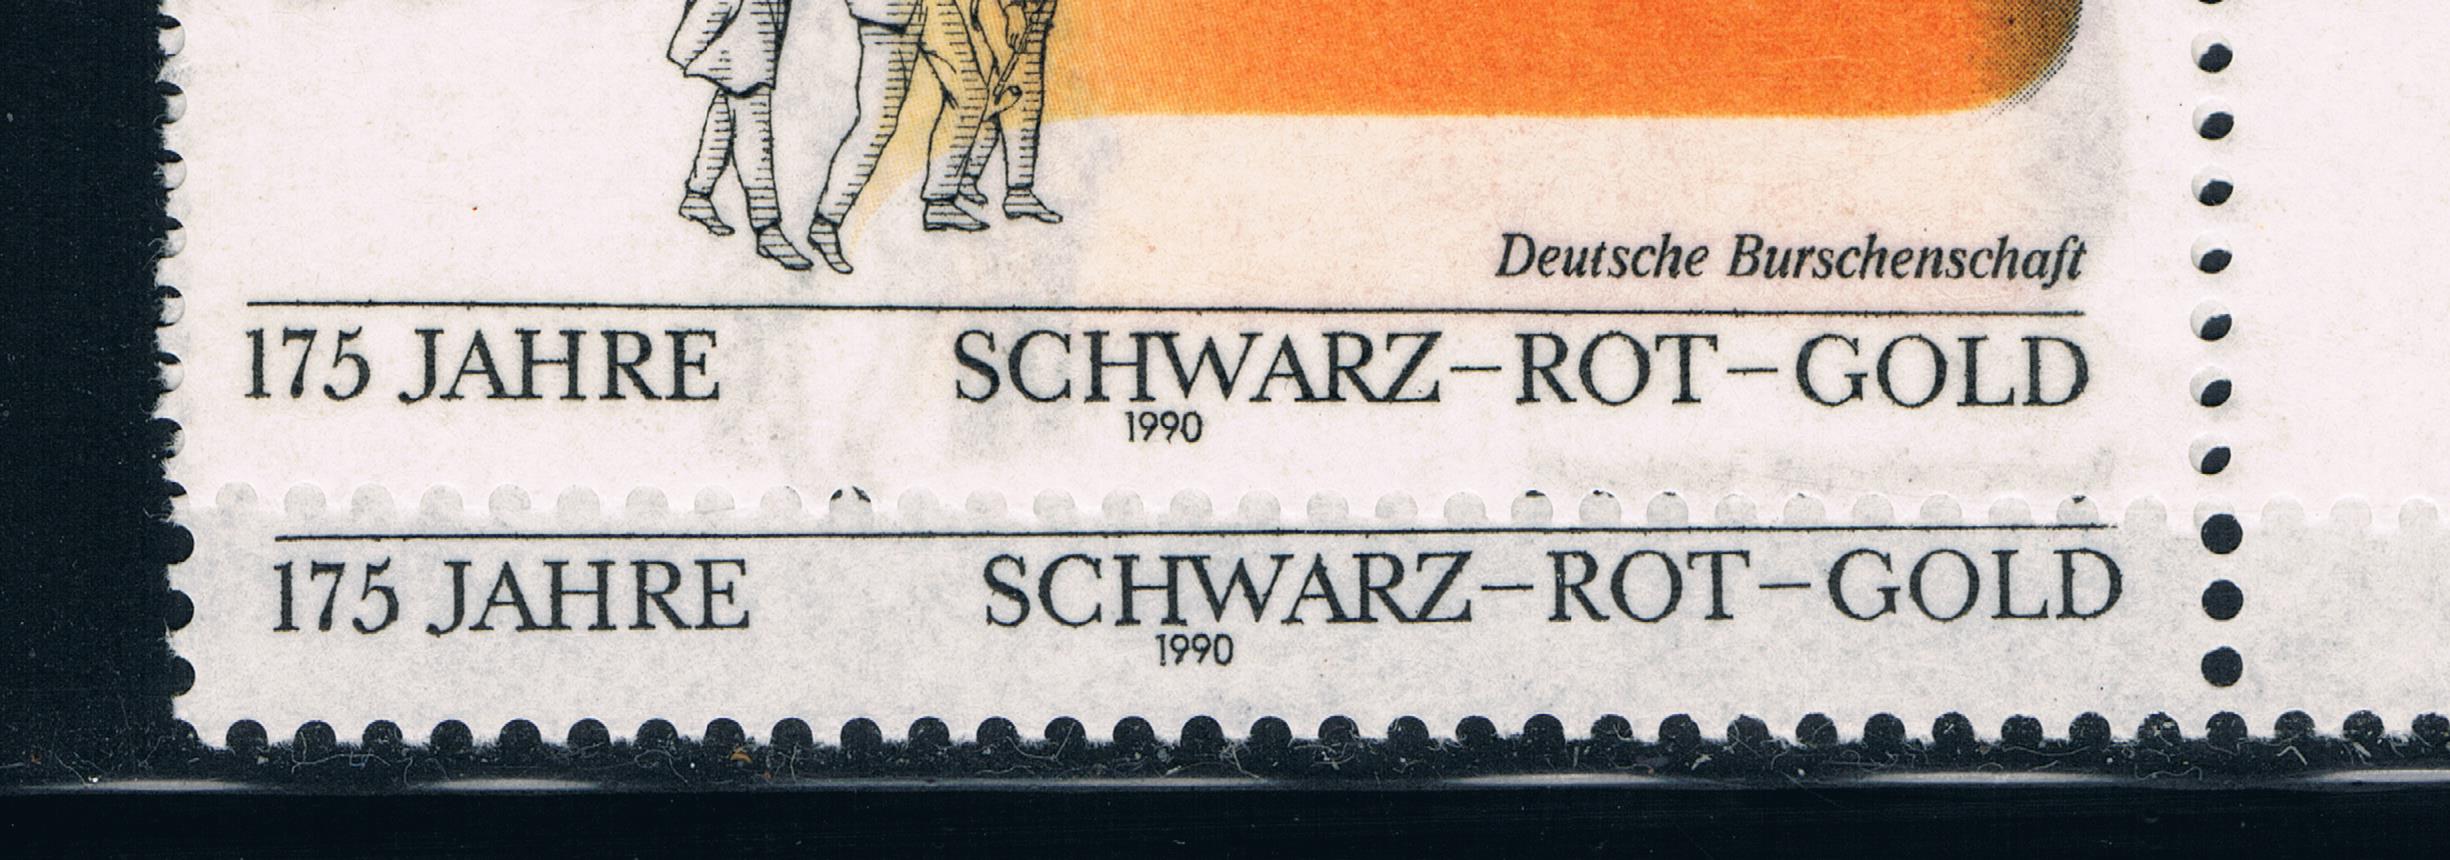 Deutsche Burschenschaft
175 JAHRE SCHWARZ–ROT–GOLD
1990
175 JAHRE SCHWARZ–ROT–GOLD
1990